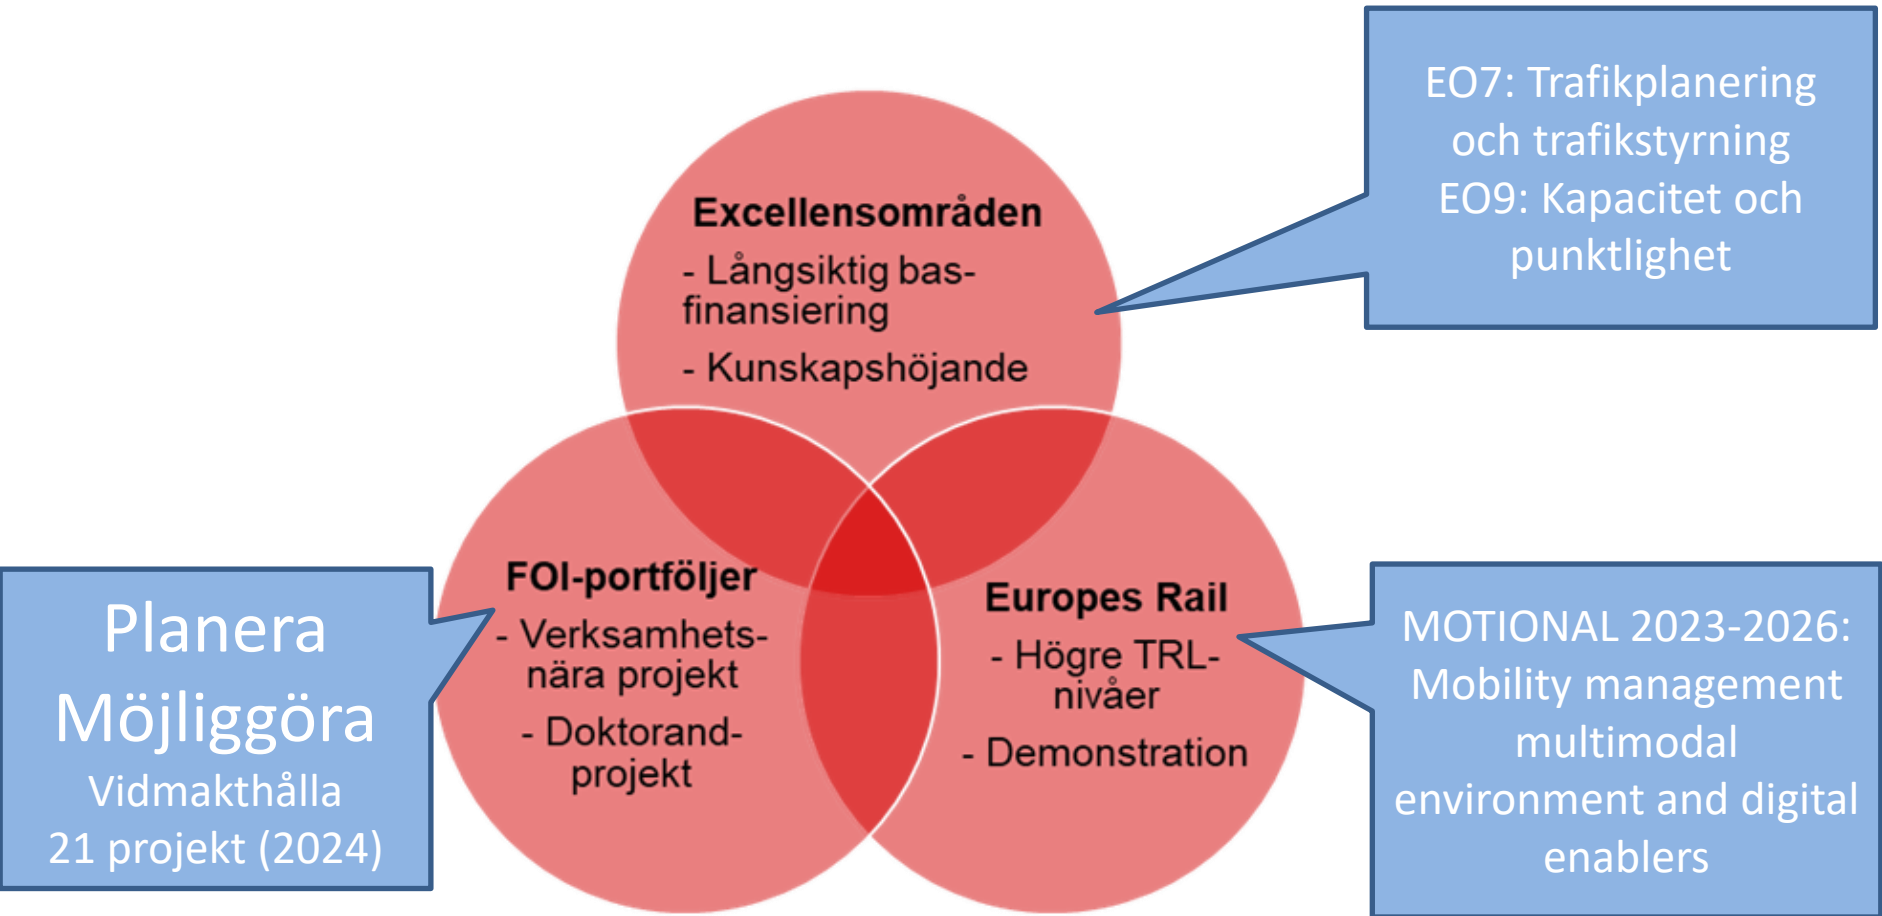 EO7: Trafikplanering
och trafikstyrning
EO9: Kapacitet och
punktlighet
Excellensområden
- Långsiktig bas-
finansiering
- Kunskapshöjande
FOI-portföljer
- Verksamhets-
nära projekt
- Doktorand-
projekt
Europes Rail
- Högre TRL-
nivåer
- Demonstration
Planera
Möjliggöra
Vidmakthålla
21 projekt (2024)
MOTIONAL 2023-2026:
Mobility management
multimodal
environment and digital
enablers